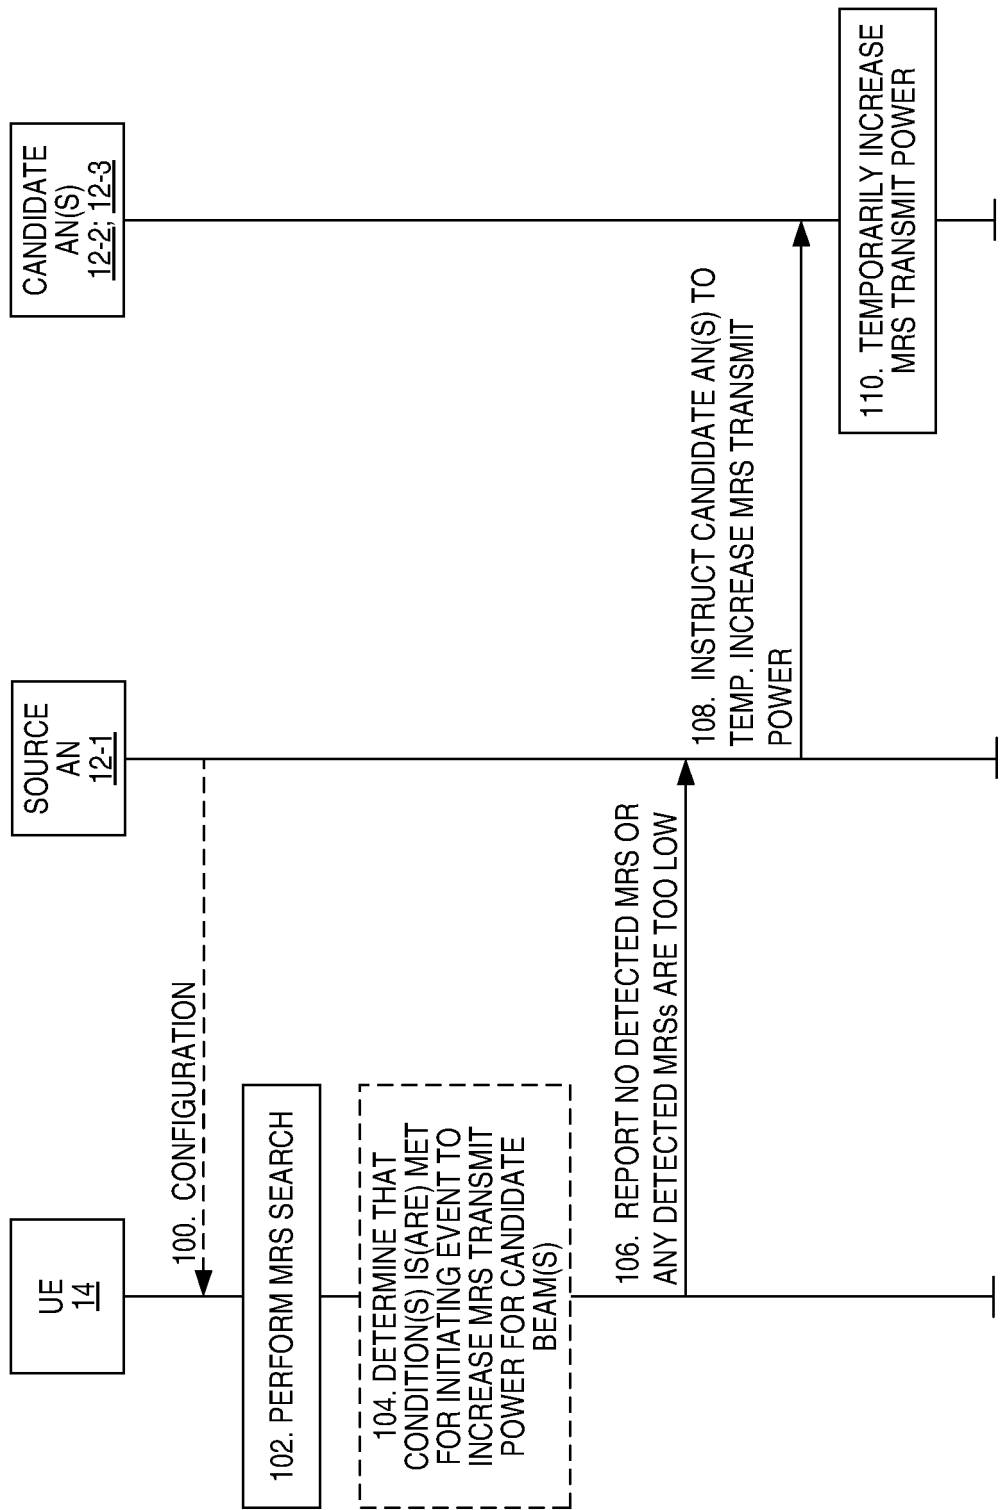 UE
14
SOURCE
AN
12-1
CANDIDATE
AN(S)
12-2; 12-3
100. CONFIGURATION
102. PERFORM MRS SEARCH
104. DETERMINE THAT
CONDITION(S) IS(ARE) MET
FOR INITIATING EVENT TO
INCREASE MRS TRANSMIT
POWER FOR CANDIDATE
BEAM(S)
106. REPORT NO DETECTED MRS OR
ANY DETECTED MRSs ARE TOO LOW
108. INSTRUCT CANDIDATE AN(S) TO
TEMP. INCREASE MRS TRANSMIT
POWER
110. TEMPORARILY INCREASE
MRS TRANSMIT POWER